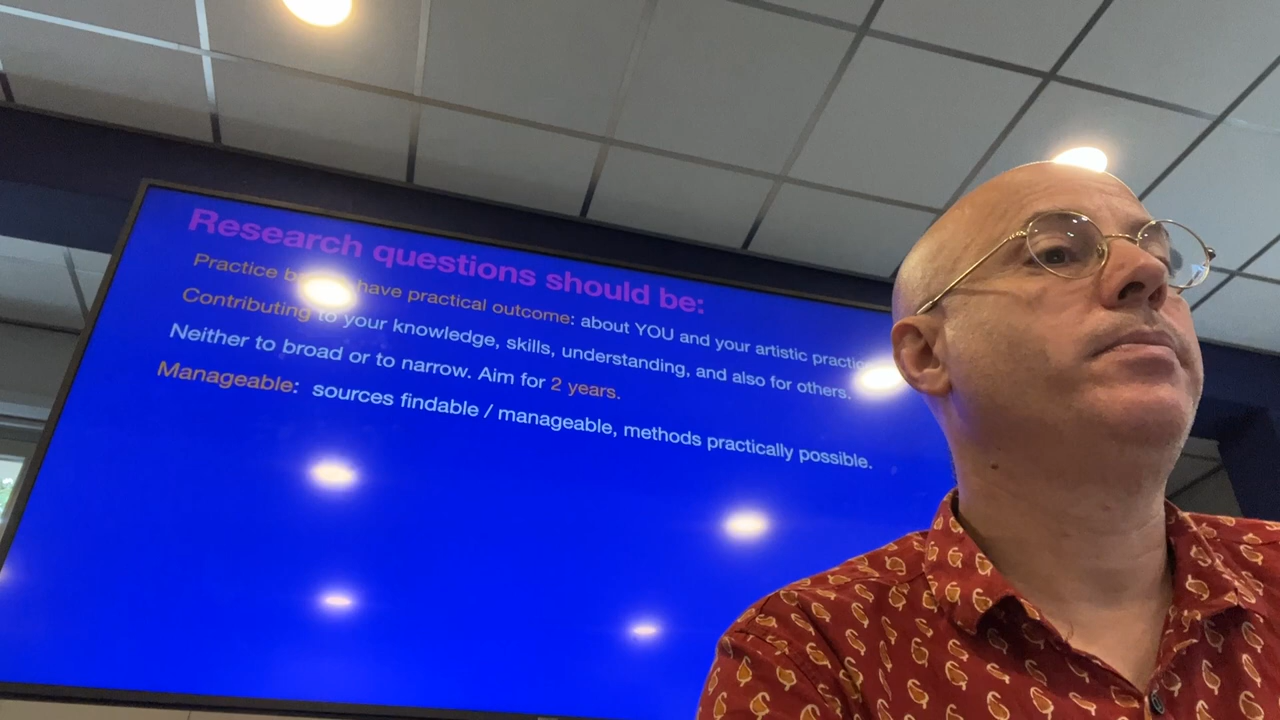 Research questions should be:
Practice have practical outcome: about YOU and your artistic
Contributing to your knowledge, skills, understanding, and also for others.
Neither to broad or to narrow. Aim for 2 years.
Manageable: sources findable / manageable, methods practically possible.